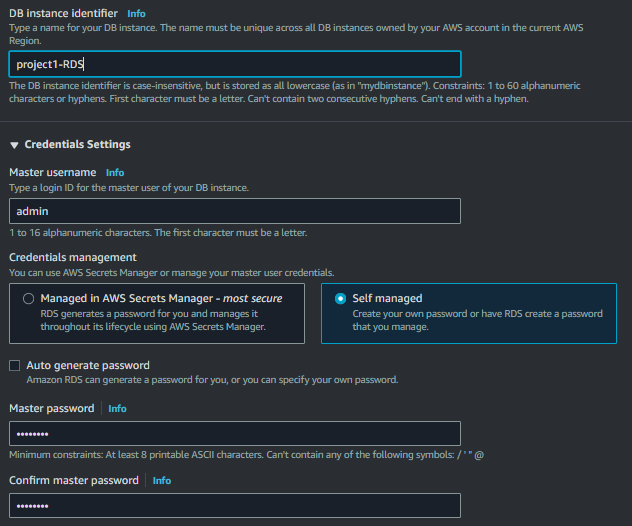 DB instance identifier Info
Type a name for your DB instance. The name must be unique across all DB instances owned by your AWS account in the current AWS
Region.
project1-RDS
The DB instance identifier is case-insensitive, but is stored as all lowercase (as in "mydbinstance"). Constraints: 1 to 60 alphanumeric
characters or hyphens. First character must be a letter. Can't contain two consecutive hyphens. Can't end with a hyphen.
▼ Credentials Settings
Master username Info
Type a login ID for the master user of your DB instance.
admin
1 to 16 alphanumeric characters. The first character must be a letter.
Credentials management
You can use AWS Secrets Manager or manage your master user credentials.
Managed in AWS Secrets Manager - most secure
RDS generates a password for you and manages it
throughout its lifecycle using AWS Secrets Manager.
Self managed
Create your own password or have RDS create a password
that you manage.
Auto generate password
Amazon RDS can generate a password for you, or you can specify your own password.
Master password Info
••••••••
Minimum constraints: At least 8 printable ASCII characters. Can't contain any of the following symbols: / ' " @
Confirm master password Info
••••••••